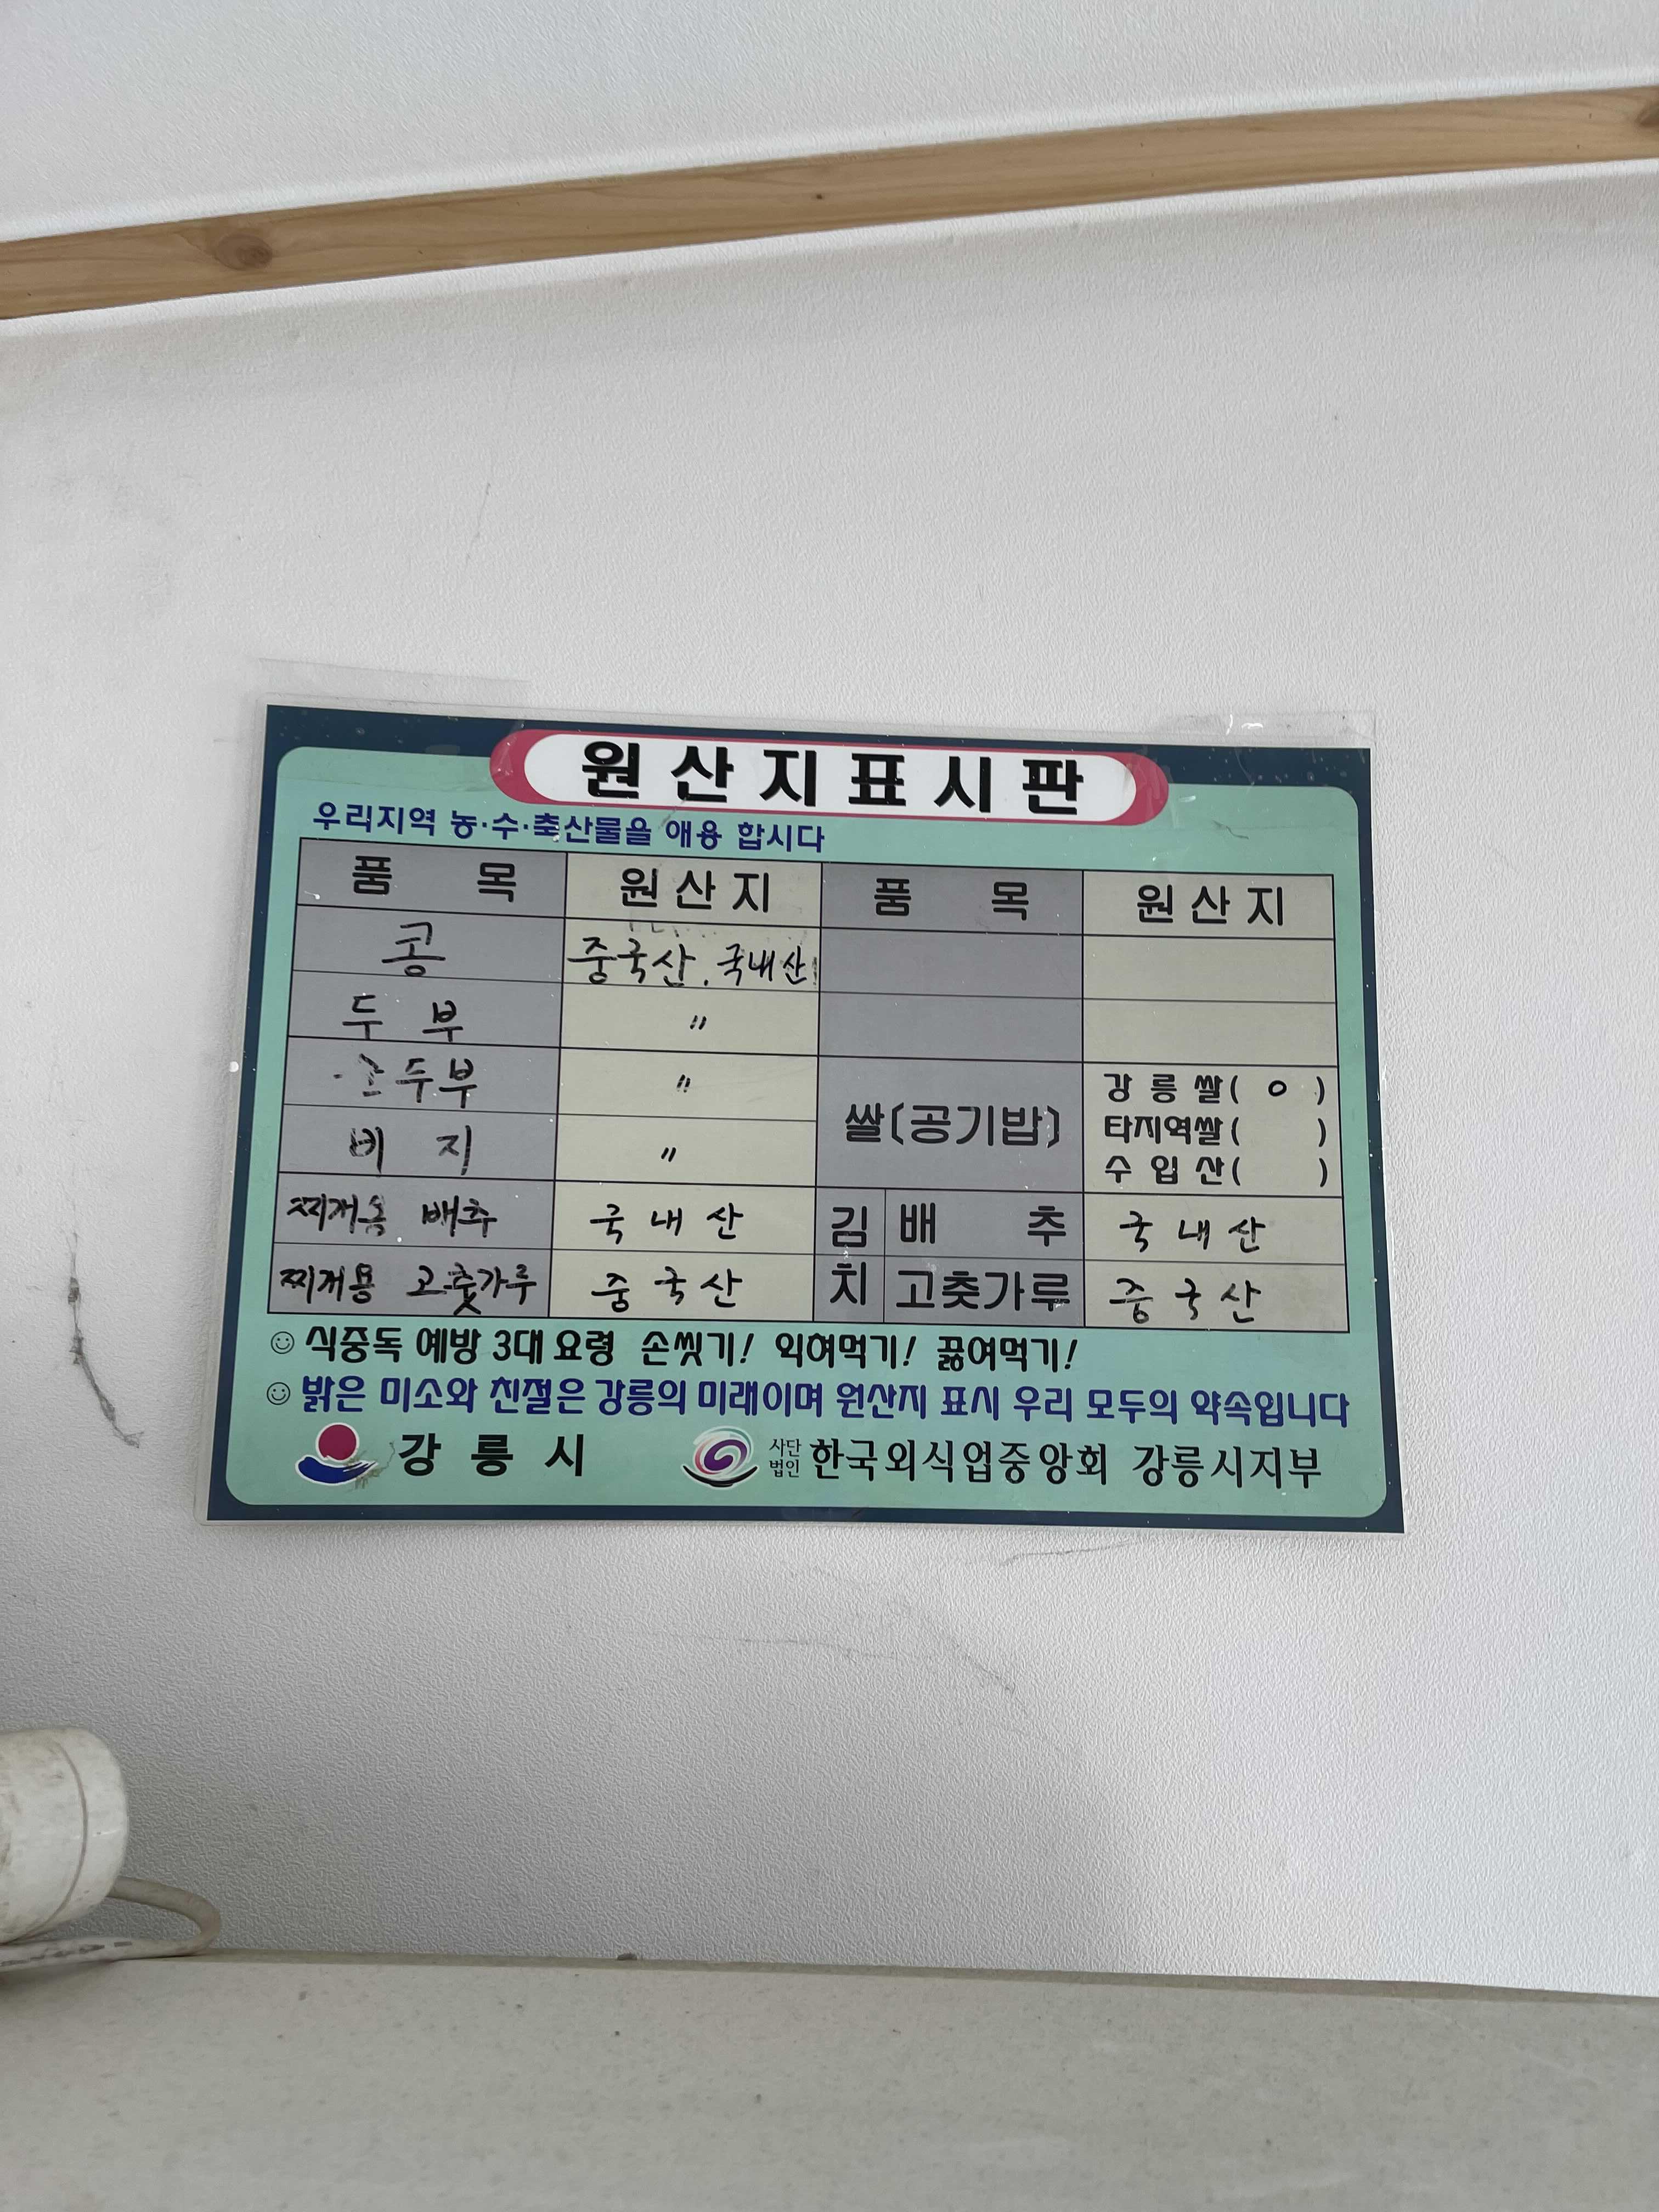 원산지표시판
우리지역 농·수·축산물을 애용 합시다
품 목 원산지 품 목 원산지
콩 중국산, 국내산
두 부 〃
두부 〃
비 지 〃
쌀(공기밥) 강릉쌀( O )
타지역쌀( )
수입산( )
찌개용 배추 국내산 김치 배 추 국내산
찌개용 고춧가루 중국산 고춧가루 중국산
☺ 식중독 예방 3대 요령 손씻기! 익혀먹기! 끓여먹기!
☺ 밝은 미소와 친절은 강릉의 미래이며 원산지 표시 우리 모두의 약속입니다
강릉시 사단법인 한국외식업중앙회 강릉시지부